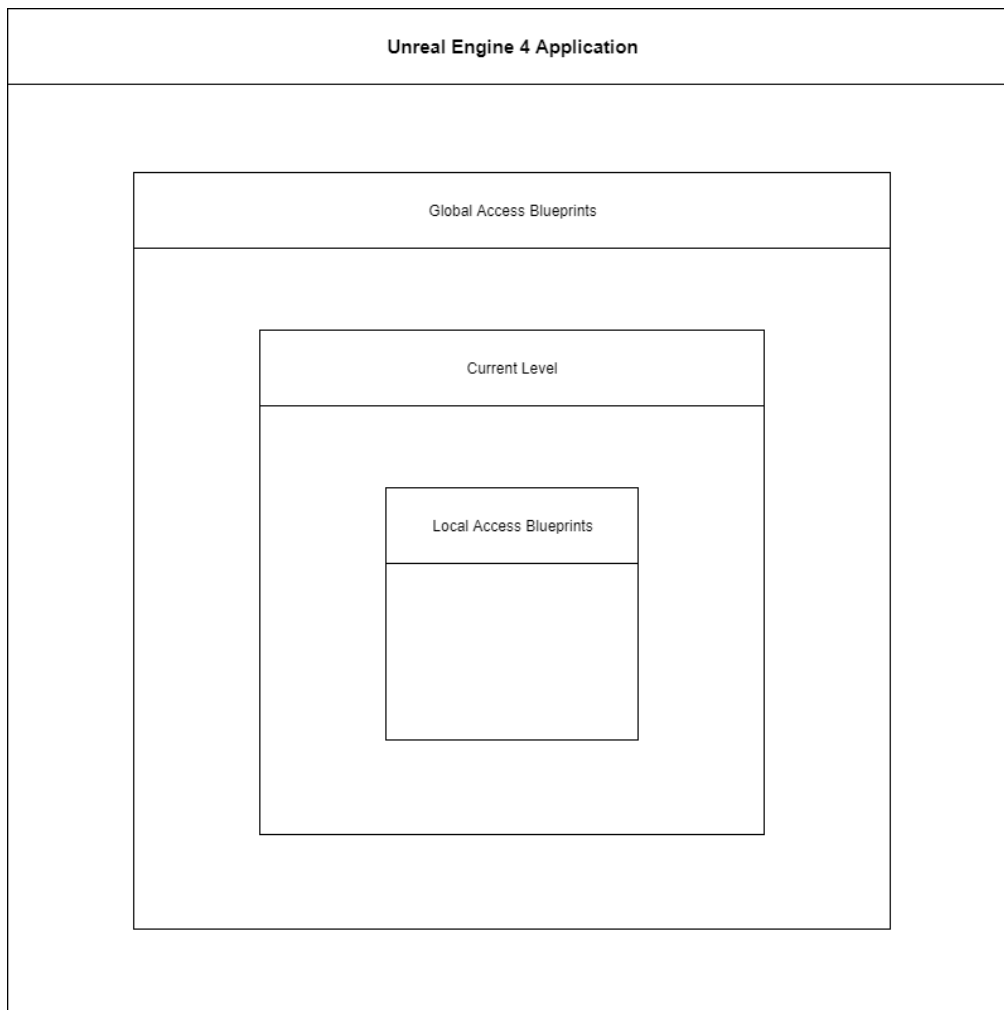 Unreal Engine 4 Application
Global Access Blueprints
Current Level
Local Access Blueprints